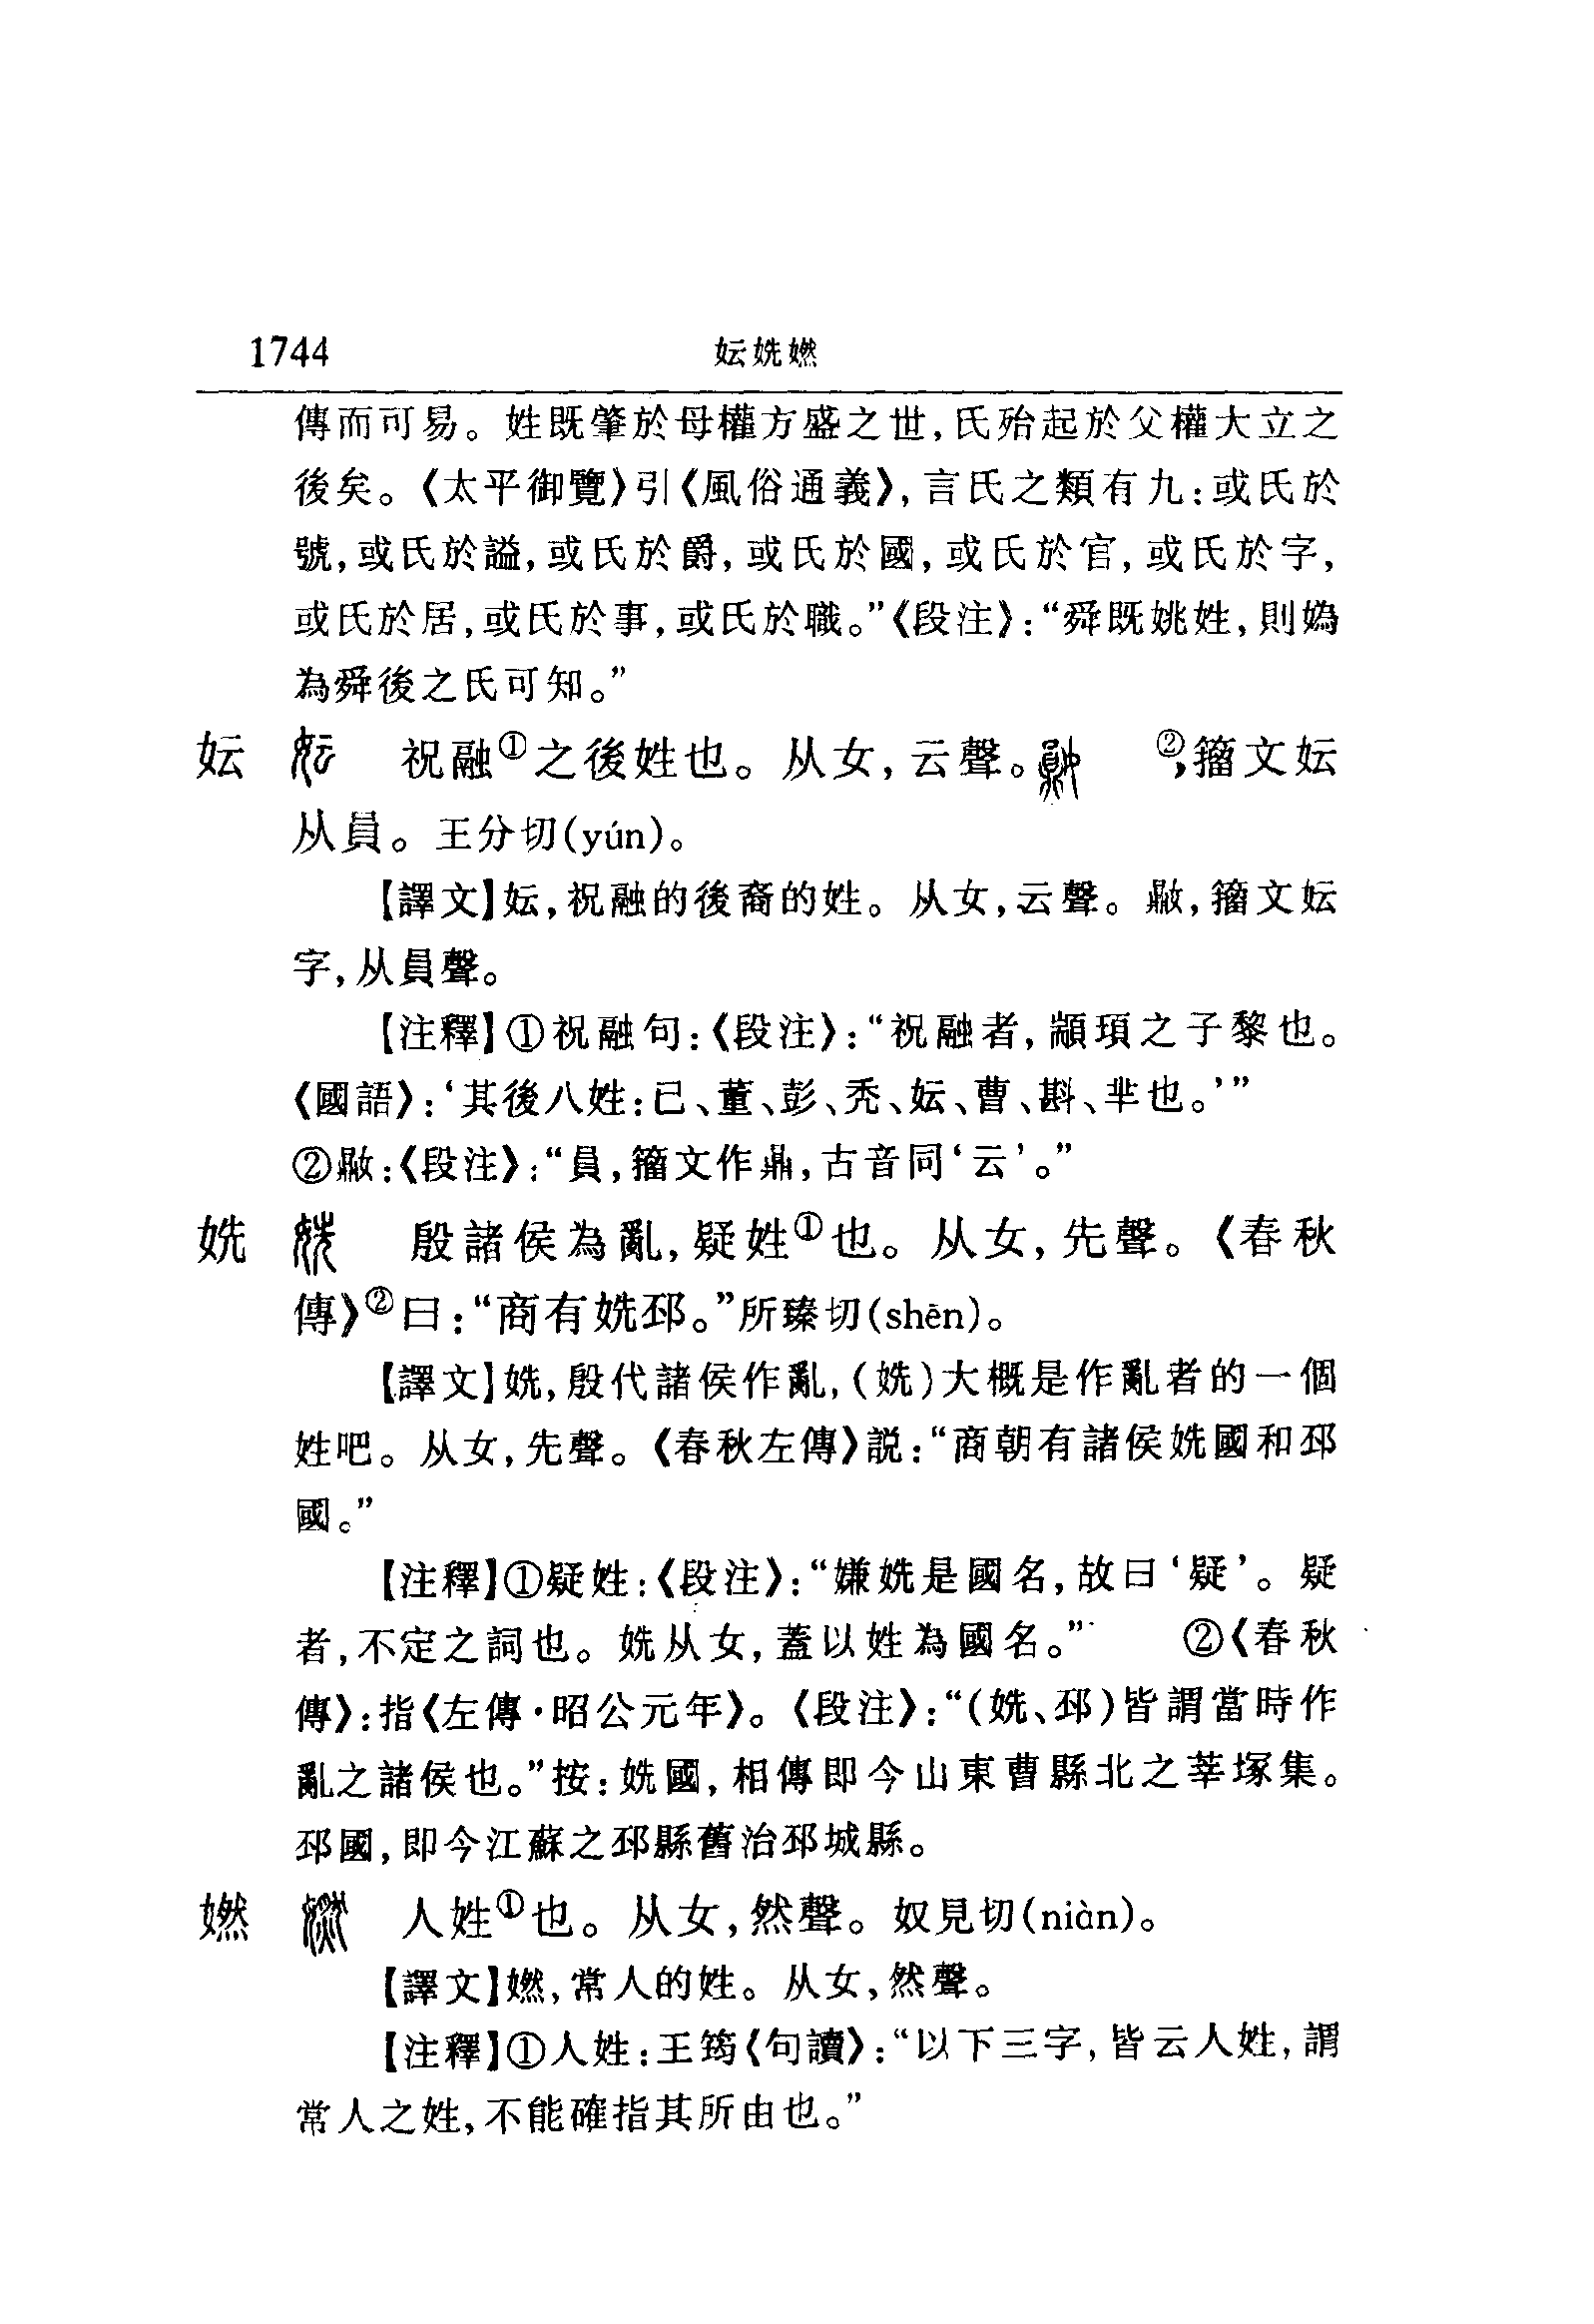 1744 妘姺嬿
傳而可易。姓既肇於母權方盛之世,氏殆起於父權大立之
後矣。《太平御覽》引《風俗通義》,言氏之類有九:或氏於
號,或氏於謚,或氏於爵,或氏於國,或氏於官,或氏於字,
或氏於居,或氏於事,或氏於職。”《段注》:“舜既姚姓,則媯
為舜後之氏可知。”
妘 祝融①之後姓也。从女,云聲。 ②,籀文妘
从員。王分切(yún)。
【譯文】妘,祝融的後裔的姓。从女,云聲。 ,籀文妘
字,从員聲。
【注釋】①祝融句:《段注》:“祝融者,顓頊之子黎也。
《國語》:‘其後八姓:已、董、彭、秃、妘、曹、斟、芈也。’”
② :《段注》:“員,籀文作鼎,古音同‘云’。”
姺 殷諸侯為亂,疑姓①也。从女,先聲。《春秋
傳》②曰:“商有姺邳。”所臻切(shēn)。
【譯文】姺,殷代諸侯作亂,(姺)大概是作亂者的一個
姓吧。从女,先聲。《春秋左傳》説:“商朝有諸侯姺國和邳
國。”
【注釋】①疑姓:《段注》:“嫌姺是國名,故曰‘疑’。疑
者,不定之詞也。姺从女,蓋以姓為國名。” ②《春秋
傳》:指《左傳·昭公元年》。《段注》:“(姺、邳)皆謂當時作
亂之諸侯也。”按:姺國,相傳即今山東曹縣北之莘塚集。
邳國,即今江蘇之邳縣舊治邳城縣。
㜣 人姓①也。从女,然聲。奴見切(niàn)。
【譯文】㜣,常人的姓。从女,然聲。
【注釋】①人姓:王筠《句讀》:“以下三字,皆云人姓,謂
常人之姓,不能確指其所由也。”